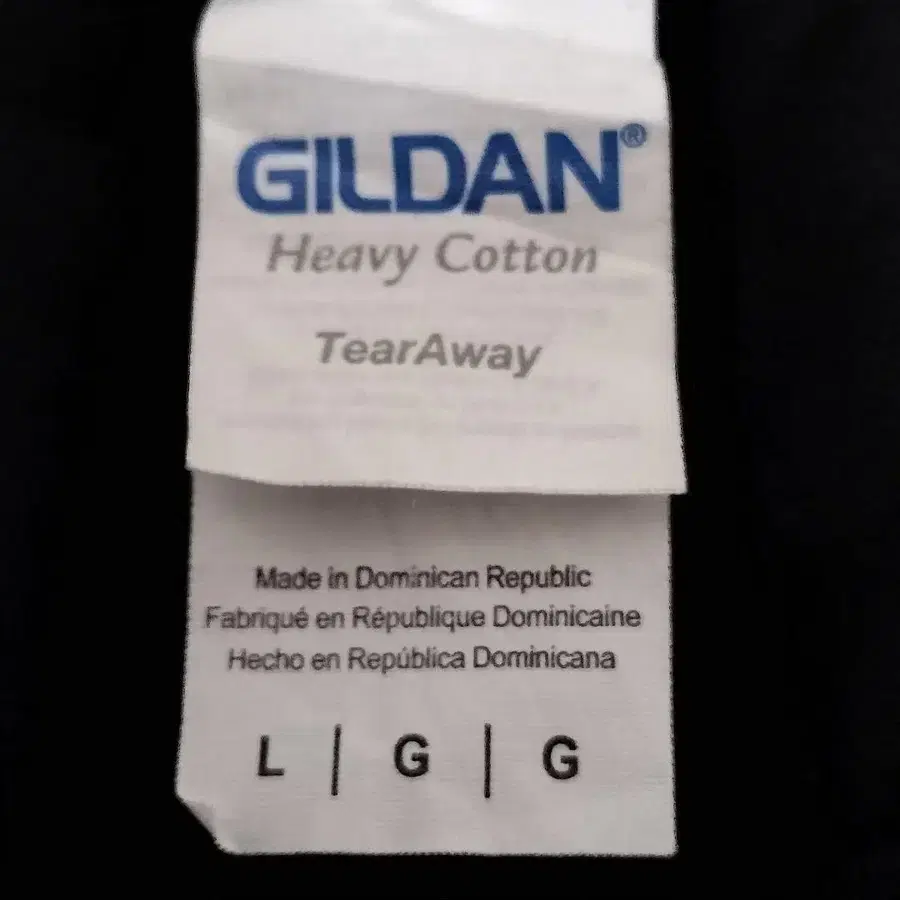 GILDAN®
Heavy Cotton
TearAway
Made in Dominican Republic
Fabriqué en République Dominicaine
Hecho en República Dominicana
L | G | G